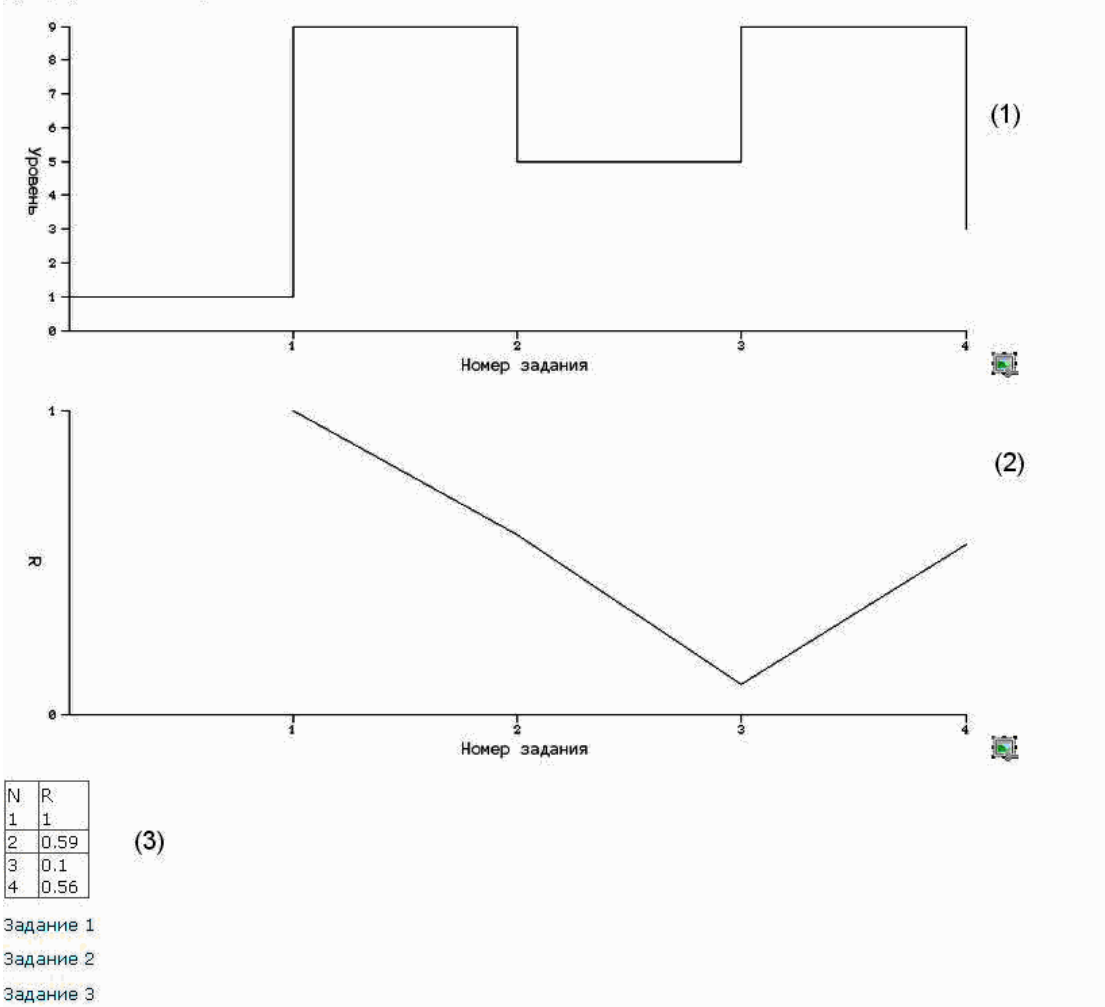 9
8
7
6
5
4
3
2
1
0
Уровень
(1)
1 2 3 4
Номер задания
1
(2)
R
0
1 2 3 4
Номер задания
N R
1 1
2 0.59
3 0.1
4 0.56
(3)
Задание 1
Задание 2
Задание 3